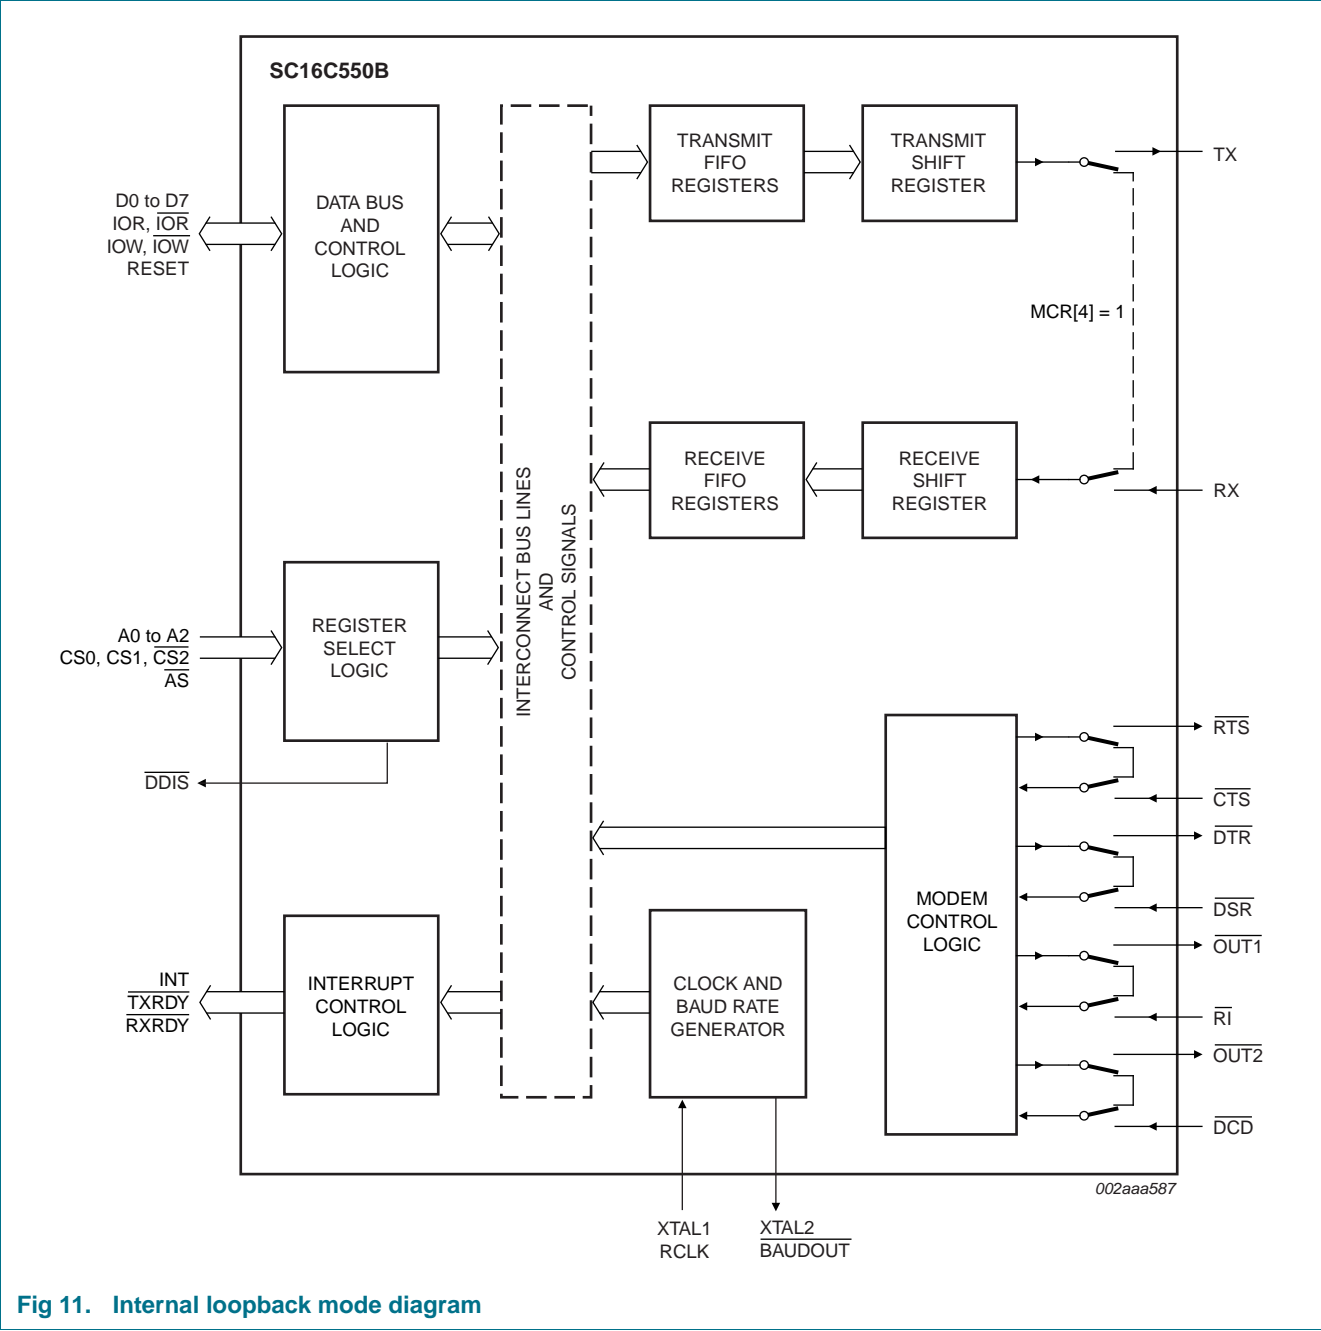 SC16C550B
D0 to D7
IOR, IOR
IOW, IOW
RESET
DATA BUS
AND
CONTROL
LOGIC
TRANSMIT
FIFO
REGISTERS
TRANSMIT
SHIFT
REGISTER
TX
MCR[4] = 1
RECEIVE
FIFO
REGISTERS
RECEIVE
SHIFT
REGISTER
RX
INTERCONNECT BUS LINES
AND
CONTROL SIGNALS
A0 to A2
CS0, CS1, CS2
AS
REGISTER
SELECT
LOGIC
DDIS
RTS
CTS
DTR
DSR
OUT1
RI
OUT2
DCD
MODEM
CONTROL
LOGIC
INT
TXRDY
RXRDY
INTERRUPT
CONTROL
LOGIC
CLOCK AND
BAUD RATE
GENERATOR
XTAL1
RCLK
XTAL2
BAUDOUT
002aaa587
Fig 11. Internal loopback mode diagram